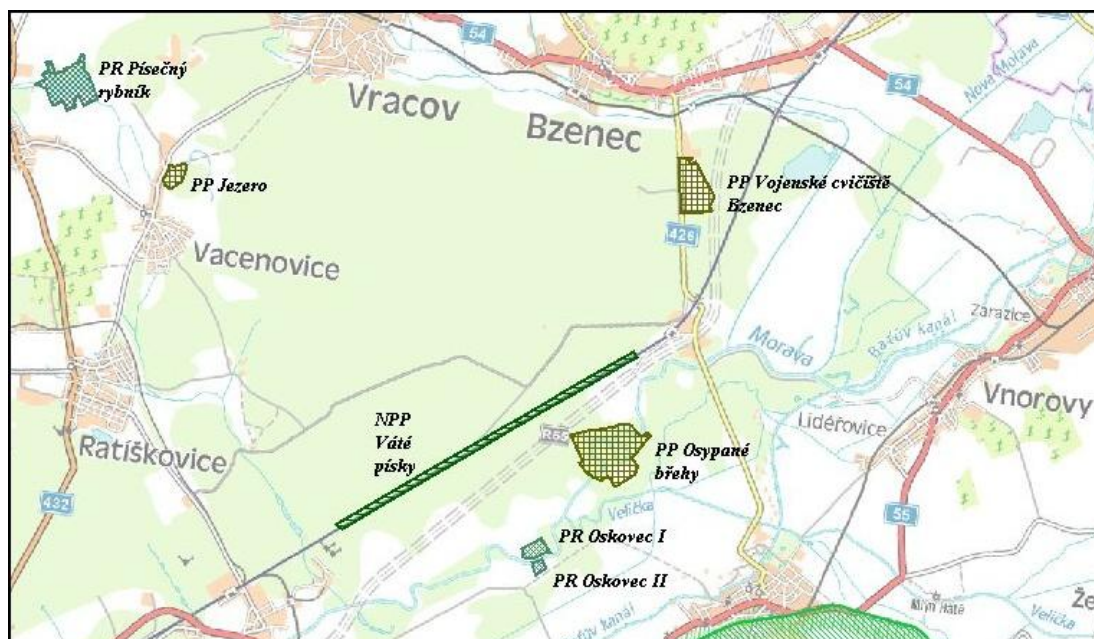 54
PR Písečný
rybník
Vracov
Bzenec
54
Nová Morava
PP Jezero
PP Vojenské cvičiště
Bzenec
426
Vacenovice
Zarazice
Baťův kanál
Morava
Vnorovy
Lidéřovice
NPP
Váté
písky
R55
PP Osypané
břehy
Ratíškovice
432
Velička
55
PR Oskovec I
PR Oskovec II
Mlýn Háťe
Že
Velička